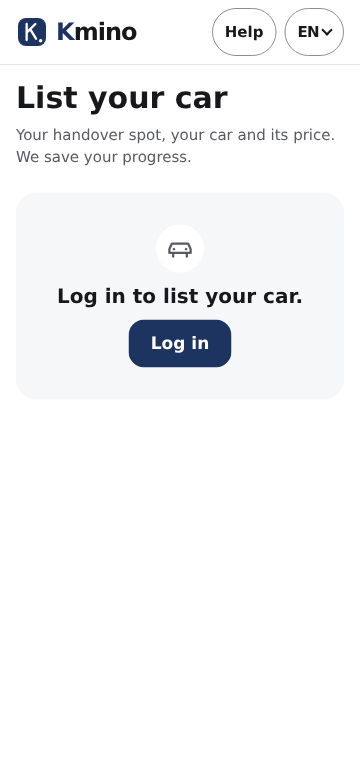 K. Kmino
Help
EN
List your car
Your handover spot, your car and its price.
We save your progress.
Log in to list your car.
Log in